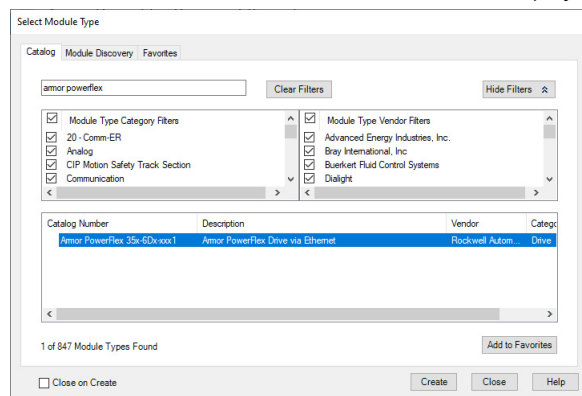 Select Module Type
Catalog Module Discovery Favorites
armor powerflex Clear Filters Hide Filters
Module Type Category Filters Module Type Vendor Filters
20 - Comm-ER Advanced Energy Industries, Inc.
Analog Bray International, Inc
CIP Motion Safety Track Section Buerkert Fluid Control Systems
Communication Dialight
Catalog Number Description Vendor Catego
Armor PowerFlex 35x-6Dx-xxx1 Armor PowerFlex Drive via Ethernet Rockwell Autom... Drive
1 of 847 Module Types Found Add to Favorites
Close on Create Create Close Help